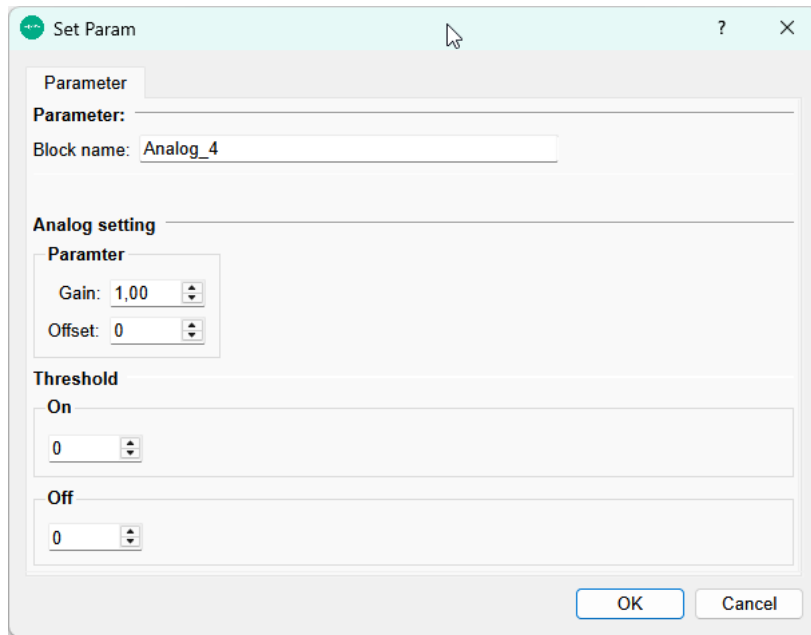 Set Param ?
Parameter
Parameter:
Block name: Analog_4
Analog setting
Paramter
Gain: 1,00
Offset: 0
Threshold
On
0
Off
0
OK Cancel